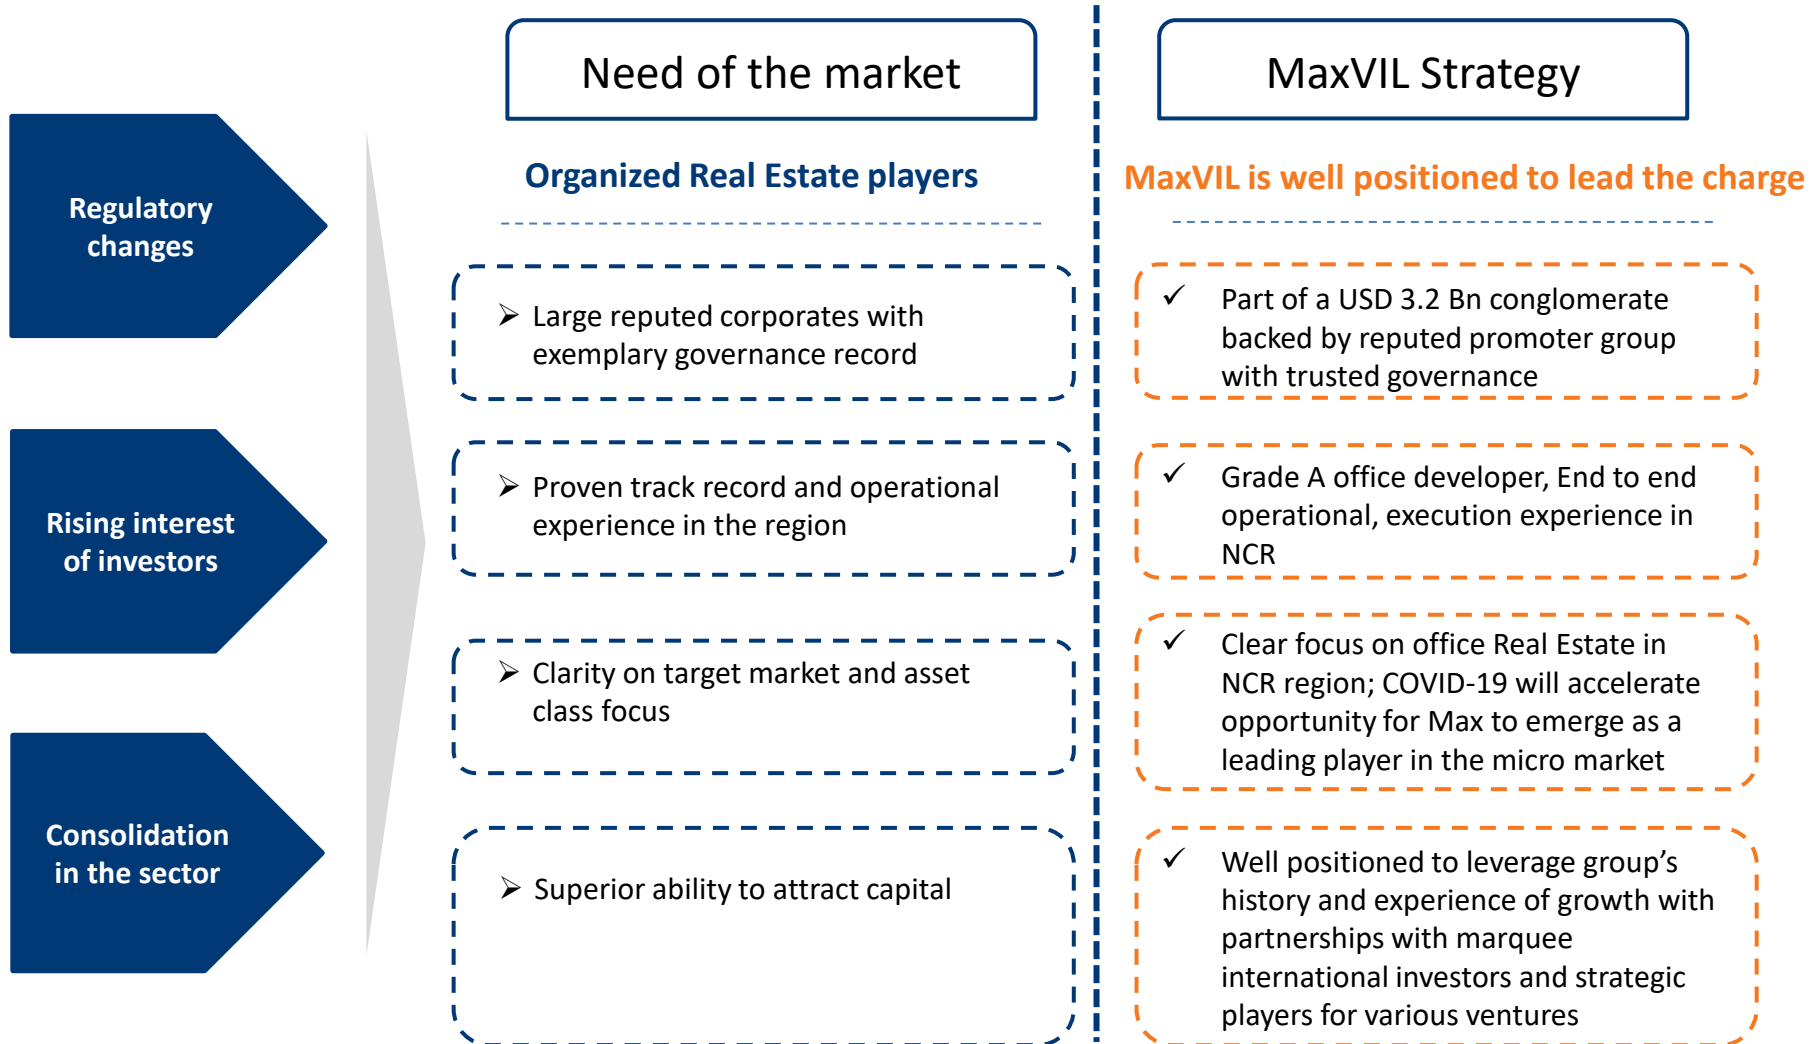 Regulatory
changes
Rising interest
of investors
Consolidation
in the sector
Need of the market
Organized Real Estate players
➢ Large reputed corporates with
exemplary governance record
➢ Proven track record and operational
experience in the region
➢ Clarity on target market and asset
class focus
➢ Superior ability to attract capital
MaxVIL Strategy
MaxVIL is well positioned to lead the charge
✓ Part of a USD 3.2 Bn conglomerate
backed by reputed promoter group
with trusted governance
✓ Grade A office developer, End to end
operational, execution experience in
NCR
✓ Clear focus on office Real Estate in
NCR region; COVID-19 will accelerate
opportunity for Max to emerge as a
leading player in the micro market
✓ Well positioned to leverage group’s
history and experience of growth with
partnerships with marquee
international investors and strategic
players for various ventures